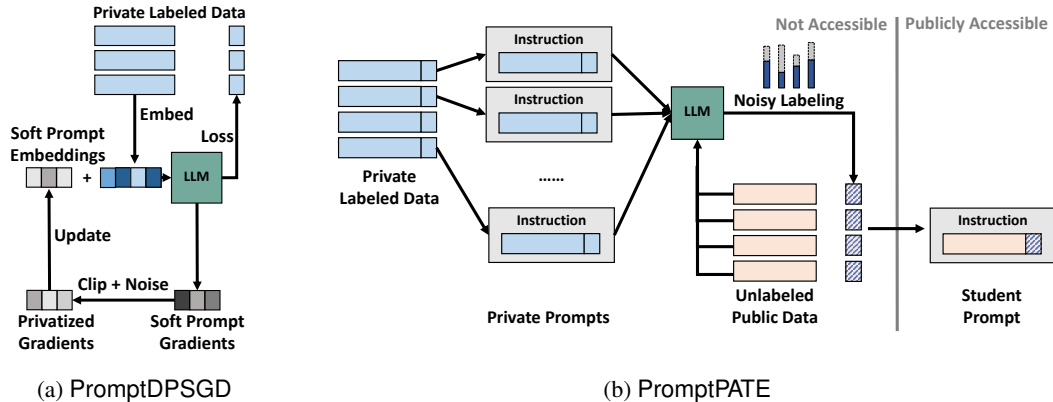 Private Labeled Data
Embed
Loss
Soft Prompt
Embeddings
+
LLM
Update
Clip + Noise
Privatized
Gradients
Soft Prompt
Gradients
(a) PromptDPSGD
Private
Labeled Data
Instruction
Instruction
......
Instruction
Private Prompts
LLM
Noisy Labeling
Unlabeled
Public Data
Not Accessible
Publicly Accessible
Instruction
Student
Prompt
(b) PromptPATE